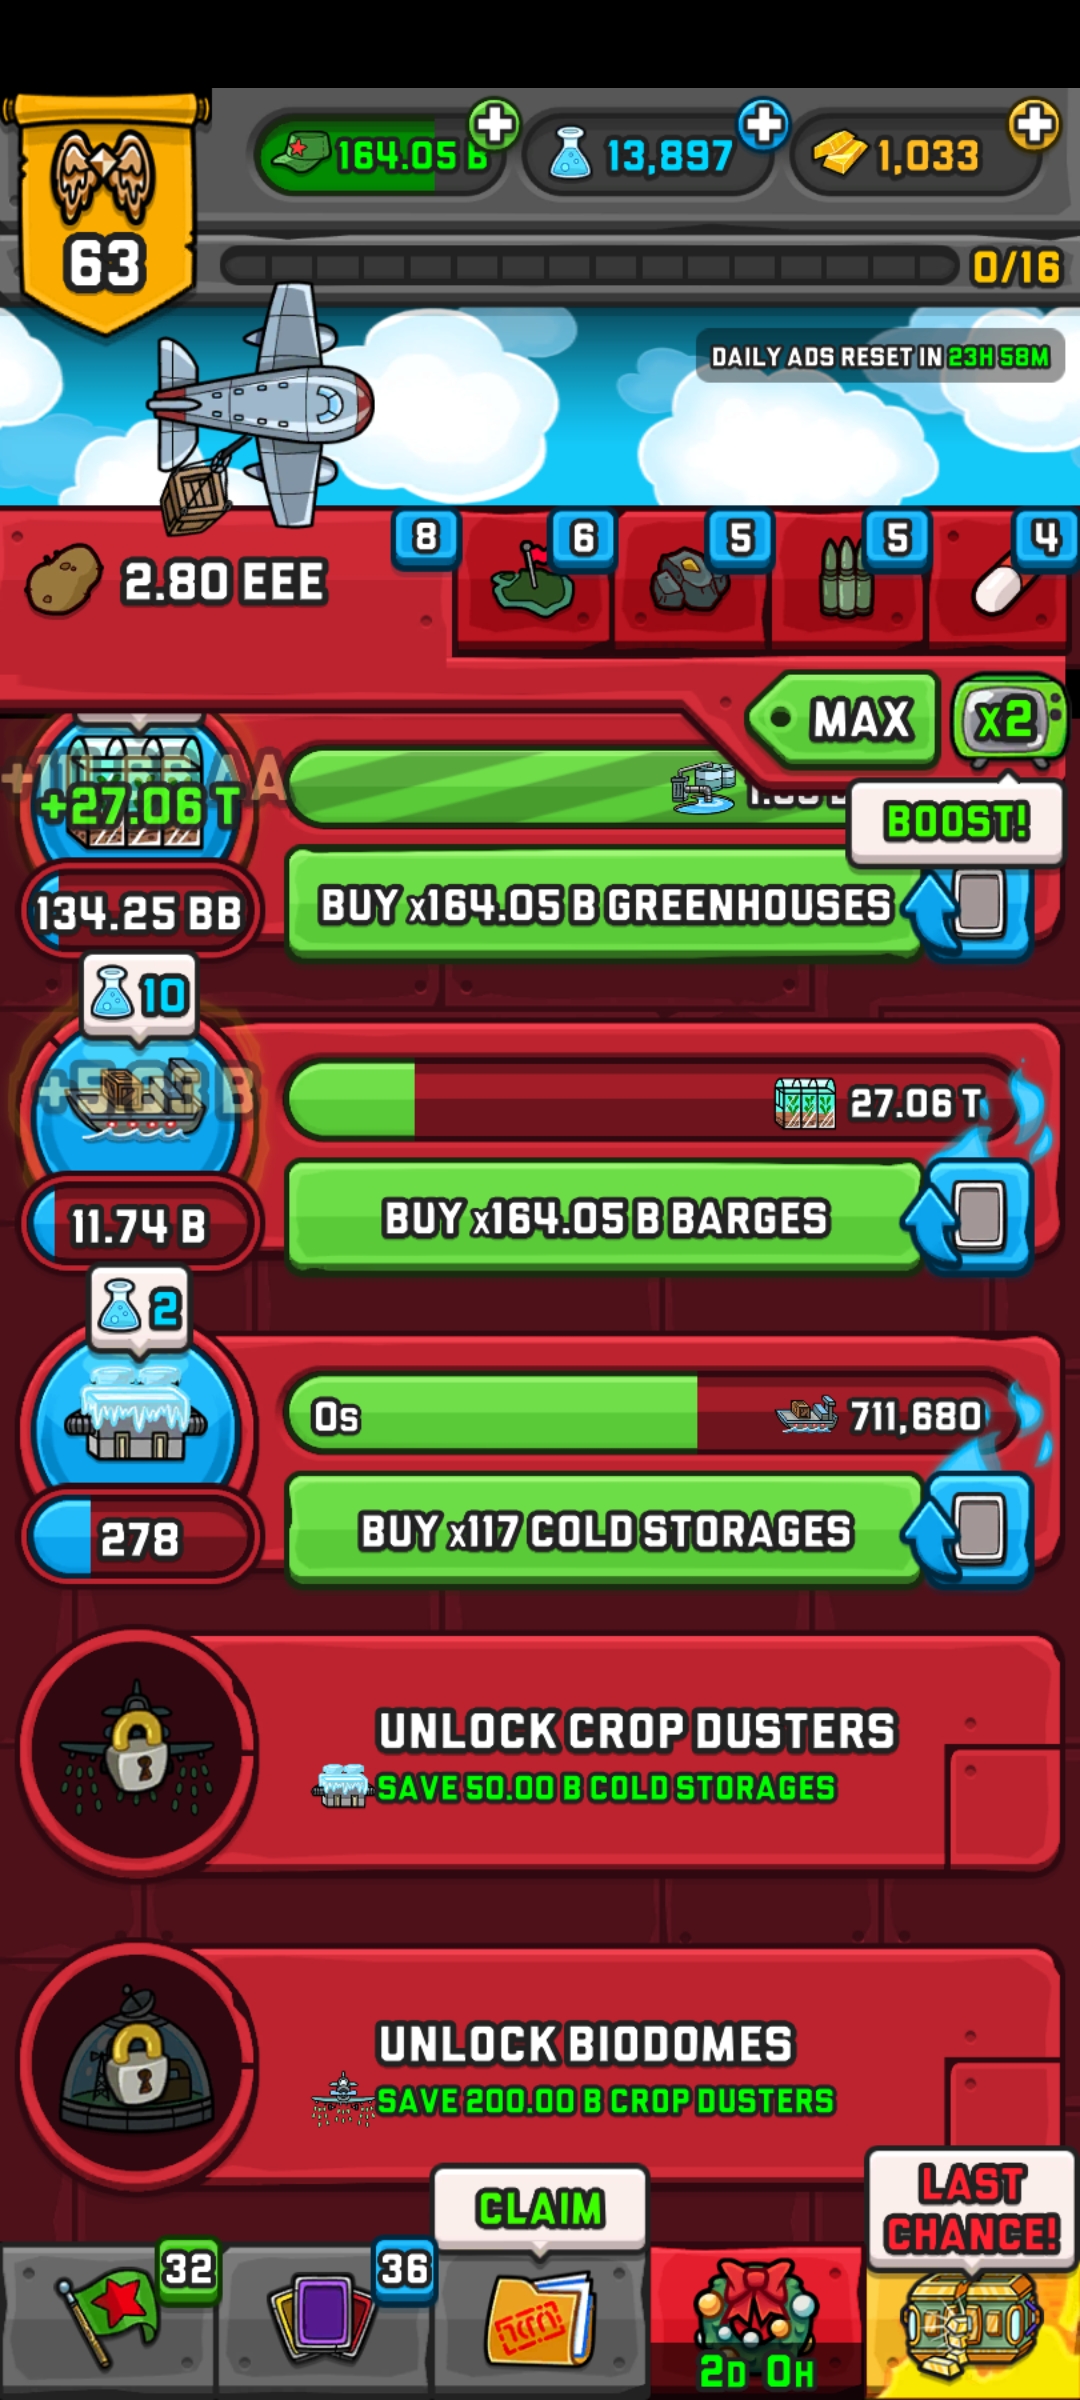 164.05 B
13,897
1,033
63
0/16
DAILY ADS RESET IN 23H 58M
2.80 EEE
8
6
5
5
4
MAX
x2
BOOST!
+27.06 T
134.25 BB
BUY x164.05 B GREENHOUSES
10
+5.63 B
27.06 T
11.74 B
BUY x164.05 B BARGES
2
0s
711,680
278
BUY x117 COLD STORAGES
UNLOCK CROP DUSTERS
SAVE 50.00 B COLD STORAGES
UNLOCK BIODOMES
SAVE 200.00 B CROP DUSTERS
CLAIM
LAST
CHANCE!
32
36
2D 0H